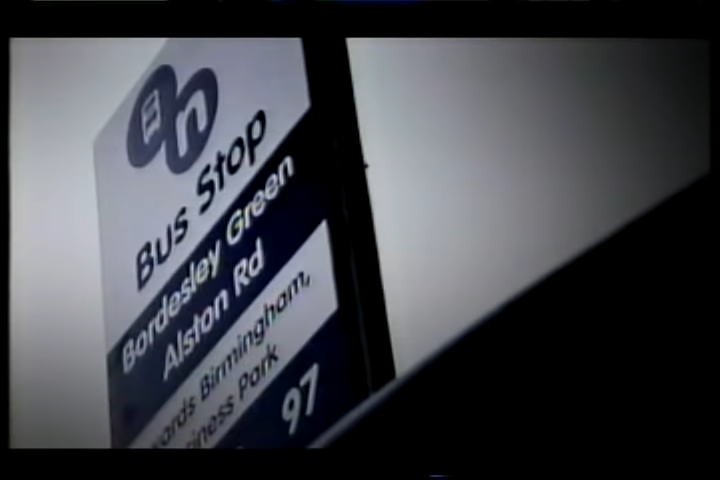 Bus Stop
Bordesley Green
Alston Rd
Birmingham,
Park
97